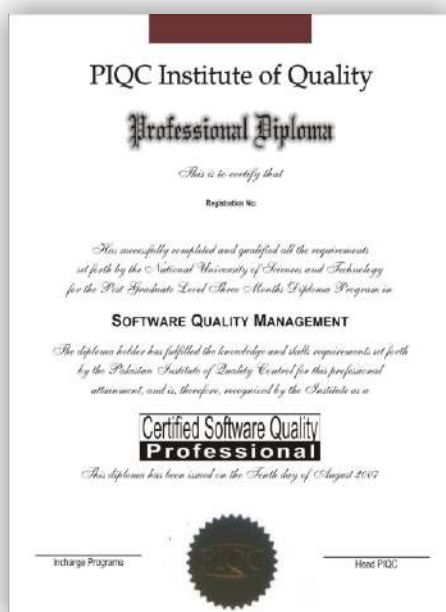 PIQC Institute of Quality
Professional Diploma
This is to certify that
Registration No:
Has successfully completed and qualified all the requirements
set forth by the National University of Sciences and Technology
for the Post Graduate Level Three Months Diploma Program in
SOFTWARE QUALITY MANAGEMENT
The diploma holder has fulfilled the knowledge and skills requirements set forth
by the Pakistan Institute of Quality Control for this professional
attainment, and is, therefore, recognized by the Institute as a
Certified Software Quality
Professional
This diploma has been issued on the Tenth day of August 2007
PIQC
Incharge Programs
Head PIQC